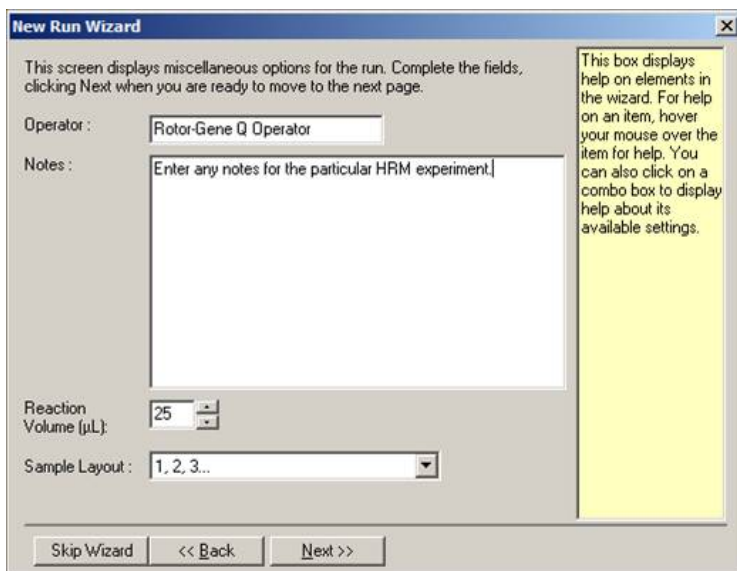 New Run Wizard
This screen displays miscellaneous options for the run. Complete the fields,
clicking Next when you are ready to move to the next page.
Operator :
Rotor-Gene Q Operator
Notes :
Enter any notes for the particular HRM experiment.
Reaction
Volume (µL):
25
Sample Layout :
1, 2, 3...
Skip Wizard
<< Back
Next >>
This box displays
help on elements in
the wizard. For help
on an item, hover
your mouse over the
item for help. You
can also click on a
combo box to display
help about its
available settings.